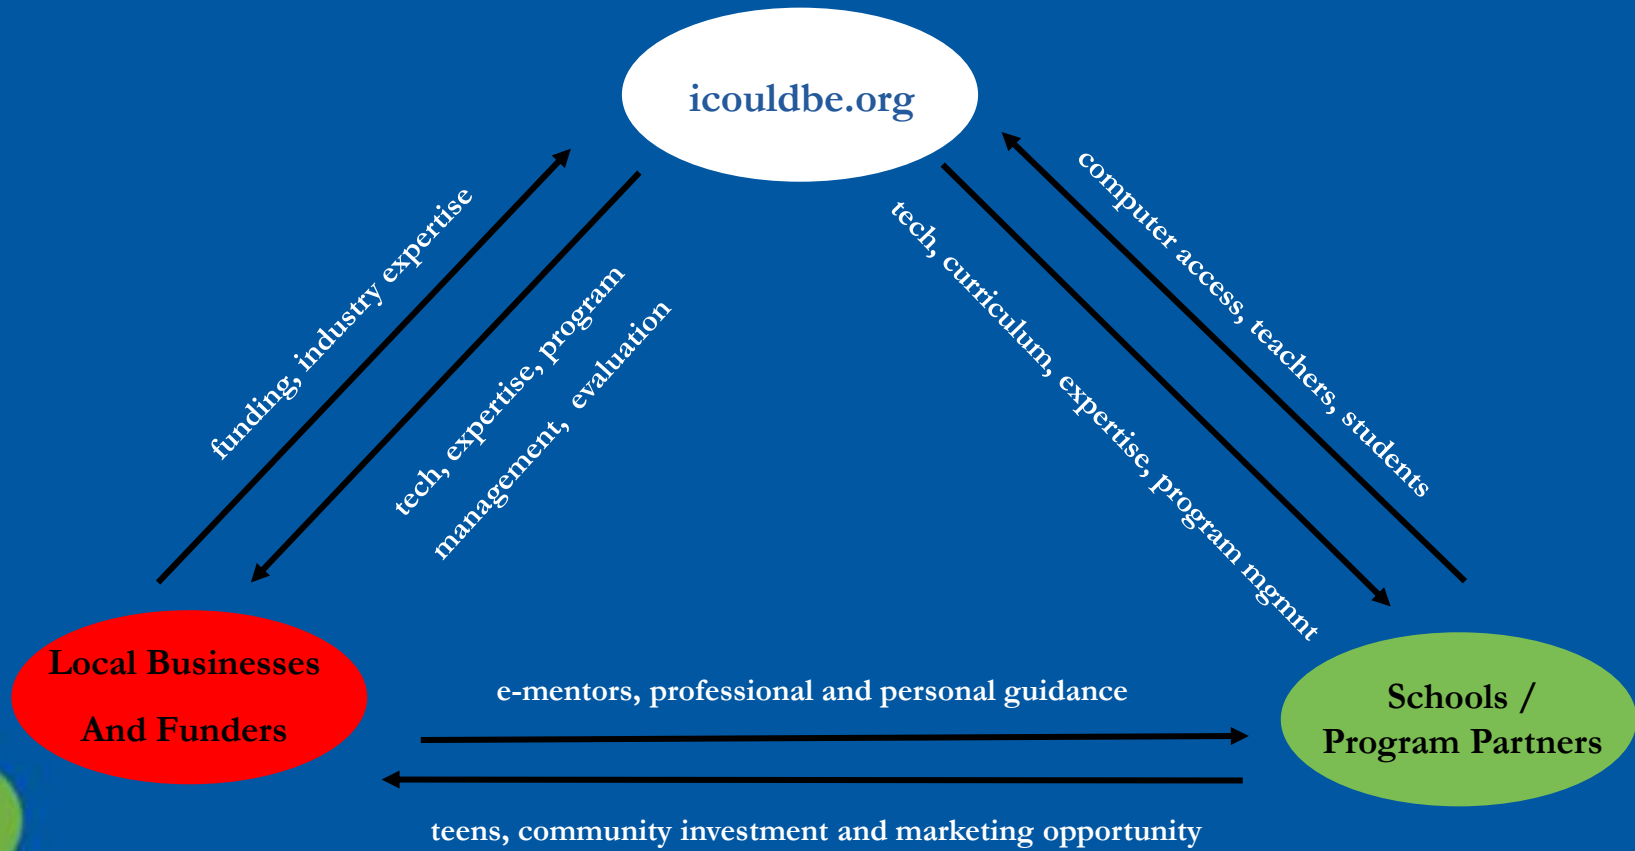 icouldbe.org
funding, industry expertise
tech, expertise, program
management, evaluation
tech, curriculum, expertise, program mgmnt
computer access, teachers, students
Local Businesses
And Funders
e-mentors, professional and personal guidance
Schools /
Program Partners
teens, community investment and marketing opportunity